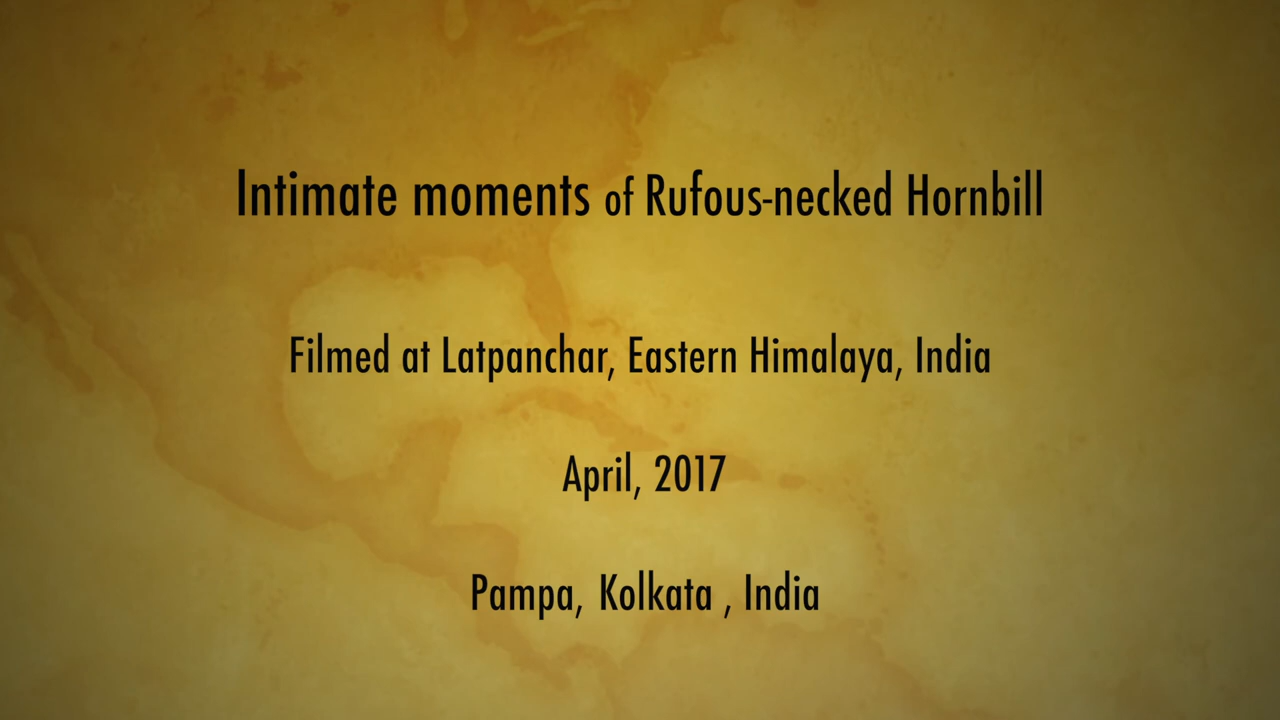 Intimate moments of Rufous-necked Hornbill
Filmed at Latpanchar, Eastern Himalaya, India
April, 2017
Pampa, Kolkata , India